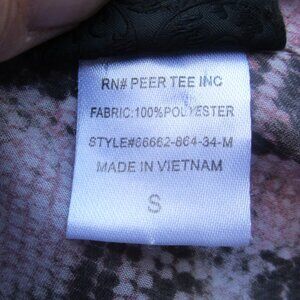 RN# PEER TEE INC
FABRIC:100%POLYESTER
STYLE#86662-864-34-M
MADE IN VIETNAM
S